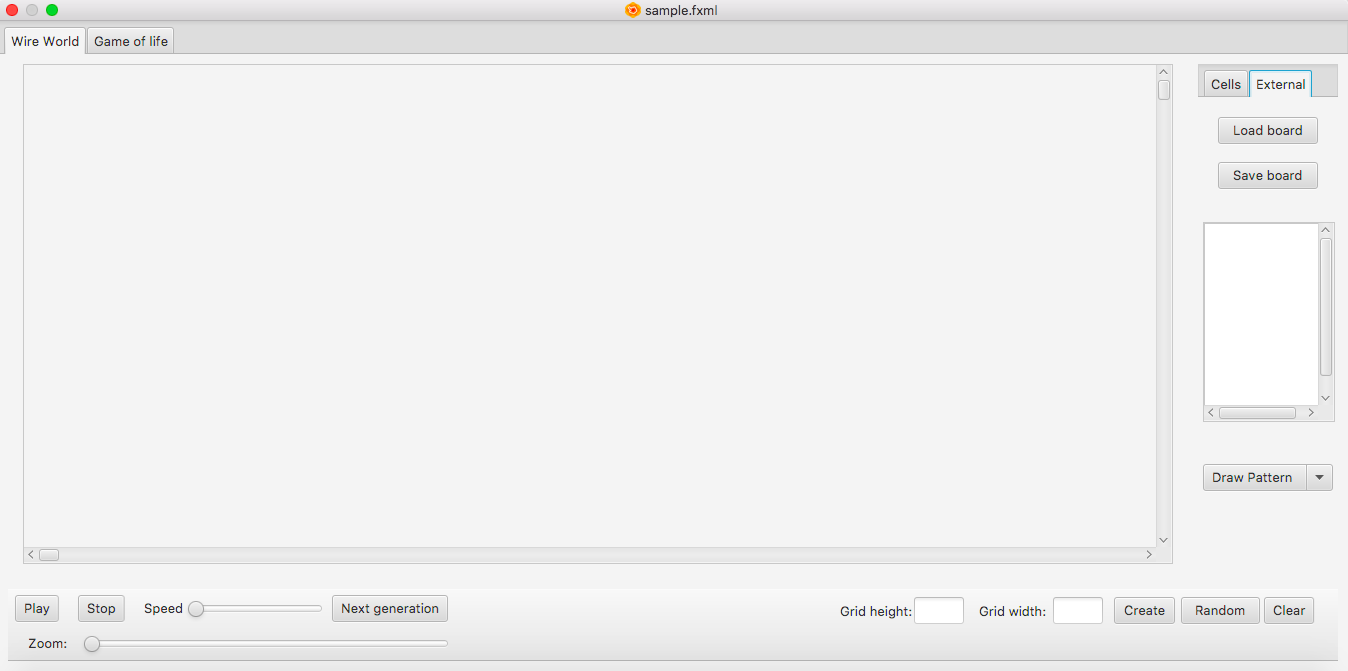 sample.fxml
Wire World Game of life
Cells External
Load board
Save board
Draw Pattern
Play Stop Speed Next generation Grid height: Grid width: Create Random Clear
Zoom: